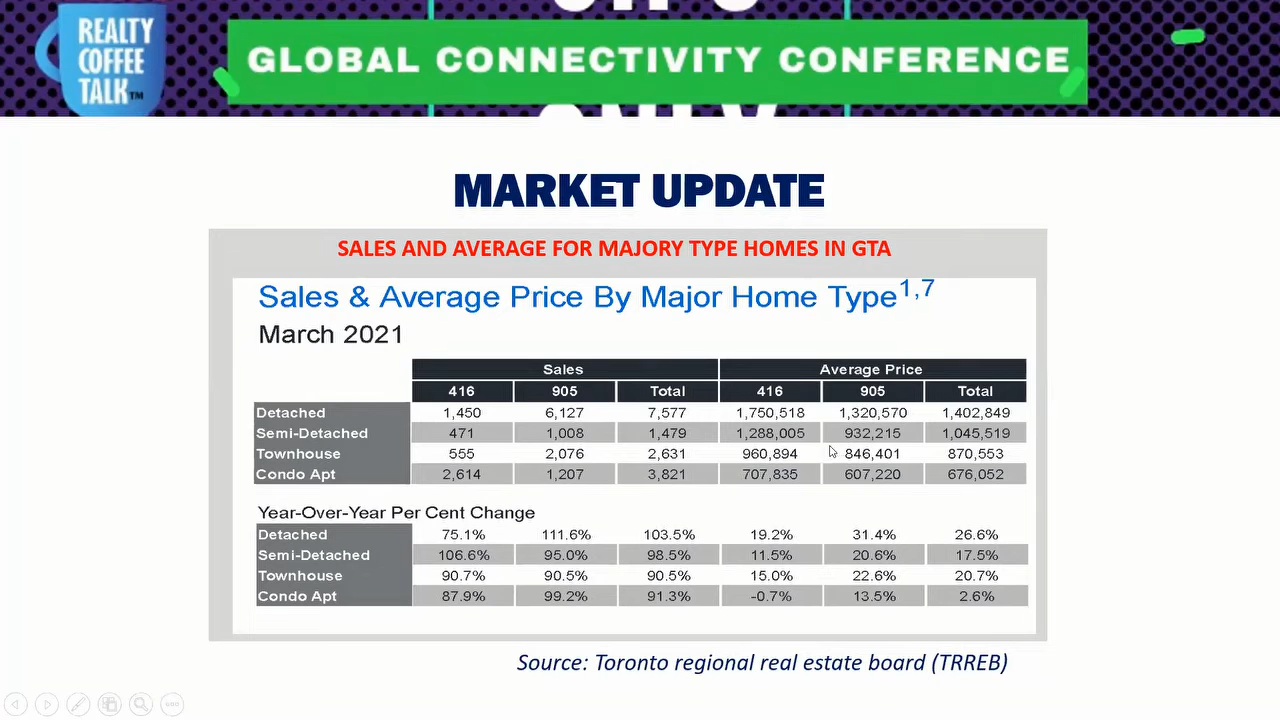 REALTY
COFFEE
TALK™
GLOBAL CONNECTIVITY CONFERENCE
MARKET UPDATE
SALES AND AVERAGE FOR MAJORY TYPE HOMES IN GTA
Sales & Average Price By Major Home Type1,7
March 2021
Sales Average Price
416 905 Total 416 905 Total
Detached 1,450 6,127 7,577 1,750,518 1,320,570 1,402,849
Semi-Detached 471 1,008 1,479 1,288,005 932,215 1,045,519
Townhouse 555 2,076 2,631 960,894 846,401 870,553
Condo Apt 2,614 1,207 3,821 707,835 607,220 676,052
Year-Over-Year Per Cent Change
Detached 75.1% 111.6% 103.5% 19.2% 31.4% 26.6%
Semi-Detached 106.6% 95.0% 98.5% 11.5% 20.6% 17.5%
Townhouse 90.7% 90.5% 90.5% 15.0% 22.6% 20.7%
Condo Apt 87.9% 99.2% 91.3% -0.7% 13.5% 2.6%
Source: Toronto regional real estate board (TRREB)